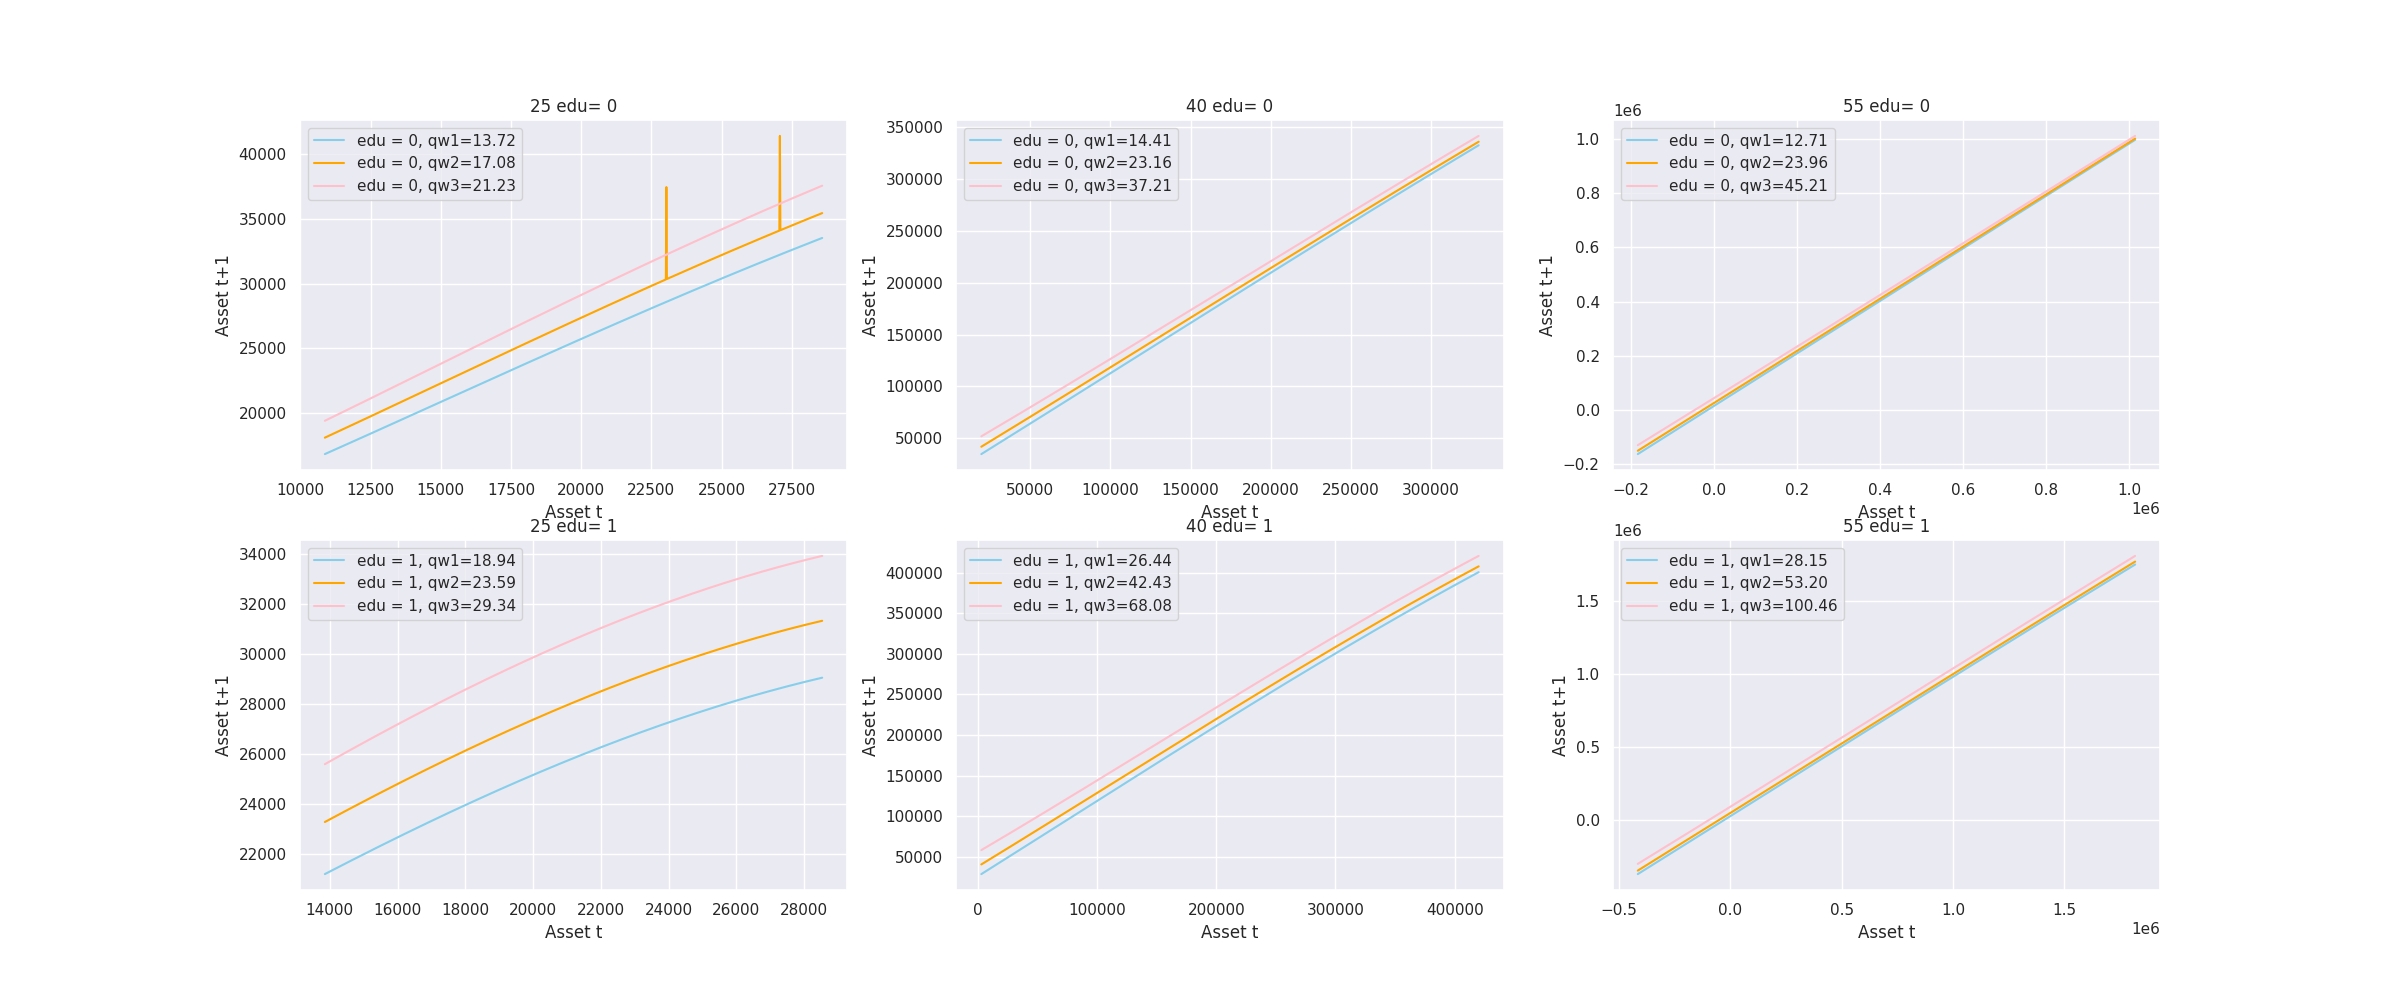 25 edu= 0
edu = 0, qw1=13.72
edu = 0, qw2=17.08
edu = 0, qw3=21.23
40000
35000
30000
25000
20000
Asset t+1
10000 12500 15000 17500 20000 22500 25000 27500
Asset t
40 edu= 0
edu = 0, qw1=14.41
edu = 0, qw2=23.16
edu = 0, qw3=37.21
350000
300000
250000
200000
150000
100000
50000
Asset t+1
50000 100000 150000 200000 250000 300000
Asset t
55 edu= 0
1e6
edu = 0, qw1=12.71
edu = 0, qw2=23.96
edu = 0, qw3=45.21
1.0
0.8
0.6
0.4
0.2
0.0
−0.2
Asset t+1
−0.2 0.0 0.2 0.4 0.6 0.8 1.0
Asset t
1e6
25 edu= 1
edu = 1, qw1=18.94
edu = 1, qw2=23.59
edu = 1, qw3=29.34
34000
32000
30000
28000
26000
24000
22000
Asset t+1
14000 16000 18000 20000 22000 24000 26000 28000
Asset t
40 edu= 1
edu = 1, qw1=26.44
edu = 1, qw2=42.43
edu = 1, qw3=68.08
400000
350000
300000
250000
200000
150000
100000
50000
Asset t+1
0 100000 200000 300000 400000
Asset t
55 edu= 1
1e6
edu = 1, qw1=28.15
edu = 1, qw2=53.20
edu = 1, qw3=100.46
1.5
1.0
0.5
0.0
Asset t+1
−0.5 0.0 0.5 1.0 1.5
Asset t
1e6